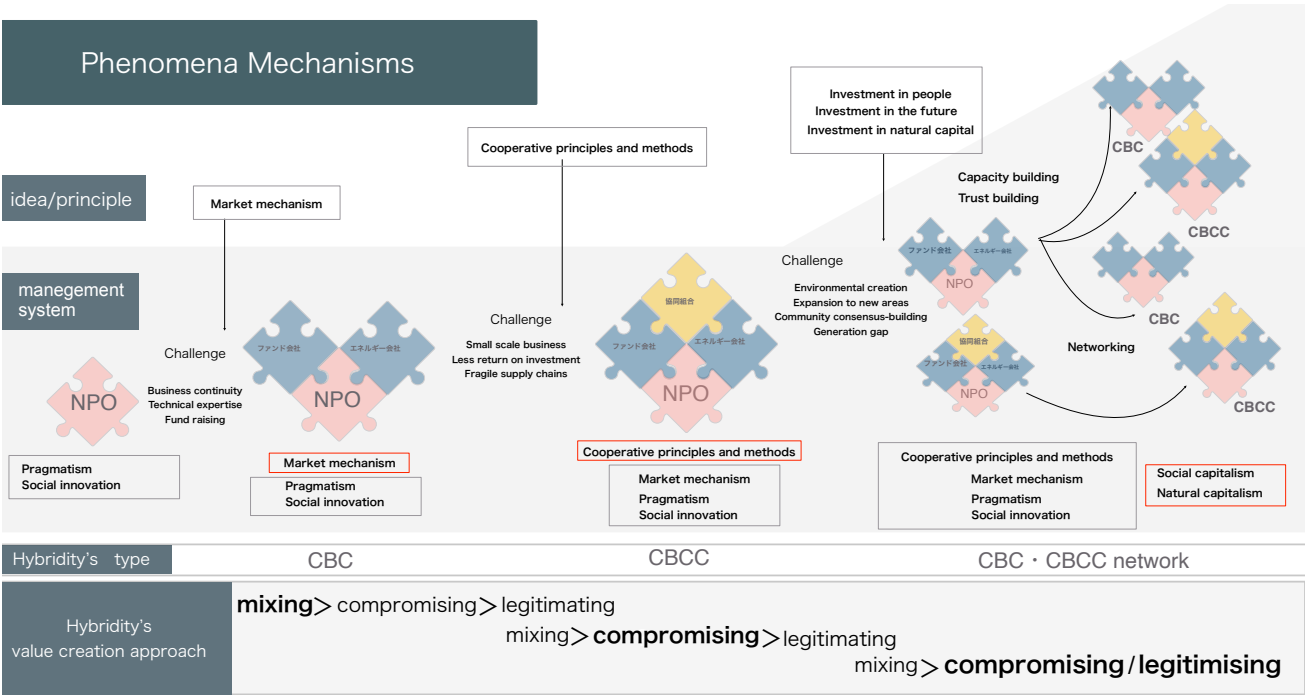 Phenomena Mechanisms
idea/principle
Market mechanism
Cooperative principles and methods
Investment in people
Investment in the future
Investment in natural capital
Capacity building
Trust building
CBC
CBCC
manegement
system
NPO
Challenge
Business continuity
Technical expertise
Fund raising
ファンド会社
エネルギー会社
NPO
Challenge
Small scale business
Less return on investment
Fragile supply chains
協同組合
ファンド会社
エネルギー会社
NPO
Challenge
Environmental creation
Expansion to new areas
Community consensus-building
Generation gap
ファンド会社
エネルギー会社
NPO
協同組合
ファンド会社
エネルギー会社
NPO
CBC
Networking
CBCC
Pragmatism
Social innovation
Market mechanism
Pragmatism
Social innovation
Cooperative principles and methods
Market mechanism
Pragmatism
Social innovation
Cooperative principles and methods
Market mechanism
Pragmatism
Social innovation
Social capitalism
Natural capitalism
Hybridity's type
CBC
CBCC
CBC・CBCC network
Hybridity's
value creation approach
mixing＞compromising＞legitimating
mixing＞compromising＞legitimating
mixing＞compromising/legitimising